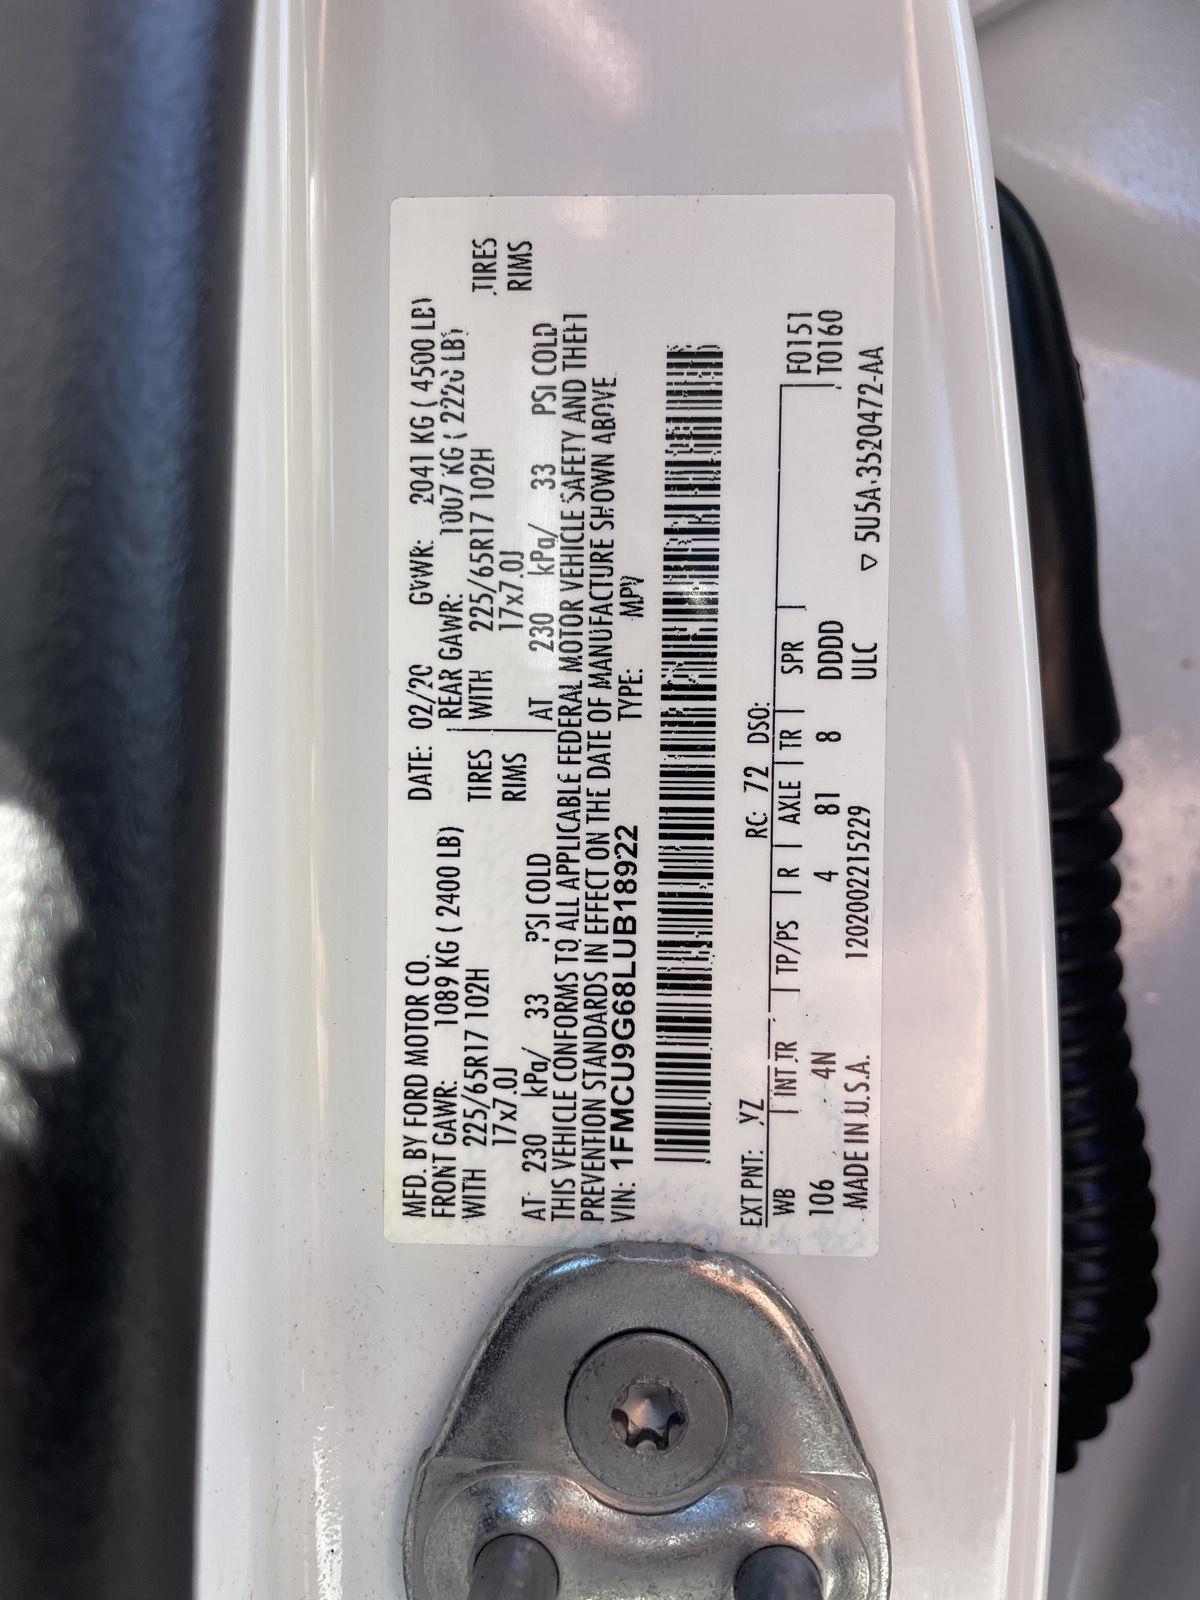 MFD. BY FORD MOTOR CO. DATE: 02/20 GVWR: 2041 KG ( 4500 LB)
FRONT GAWR: 1089 KG ( 2400 LB) REAR GAWR: 1007 KG ( 2220 LB)
WITH 225/65R17 102H TIRES WITH 225/65R17 102H TIRES
17x7.0J RIMS 17x7.0J RIMS
AT 230 kPa/ 33 PSI COLD AT 230 kPa/ 33 PSI COLD
THIS VEHICLE CONFORMS TO ALL APPLICABLE FEDERAL MOTOR VEHICLE SAFETY AND THEFT
PREVENTION STANDARDS IN EFFECT ON THE DATE OF MANUFACTURE SHOWN ABOVE.
VIN: 1FMCU9G68LUB18922 TYPE: MPV
EXT PNT: YZ RC: 72 DSO:
WB INT TR TP/PS R AXLE TR SPR F0151
106 4N 4 81 8 DDDD T0160
MADE IN U.S.A. 1202002215229 ULC ▽ 5U5A-3520472-AA